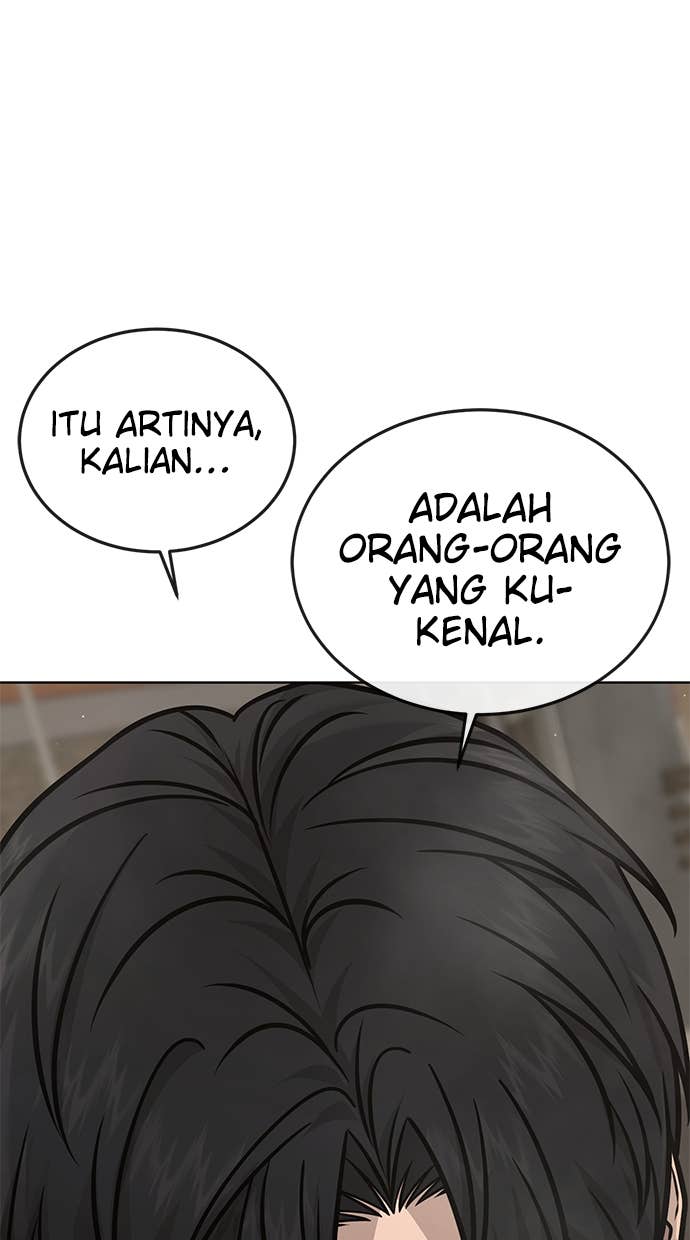 ITU ARTINYA,
KALIAN...
ADALAH
ORANG-ORANG
YANG KU-
KENAL.